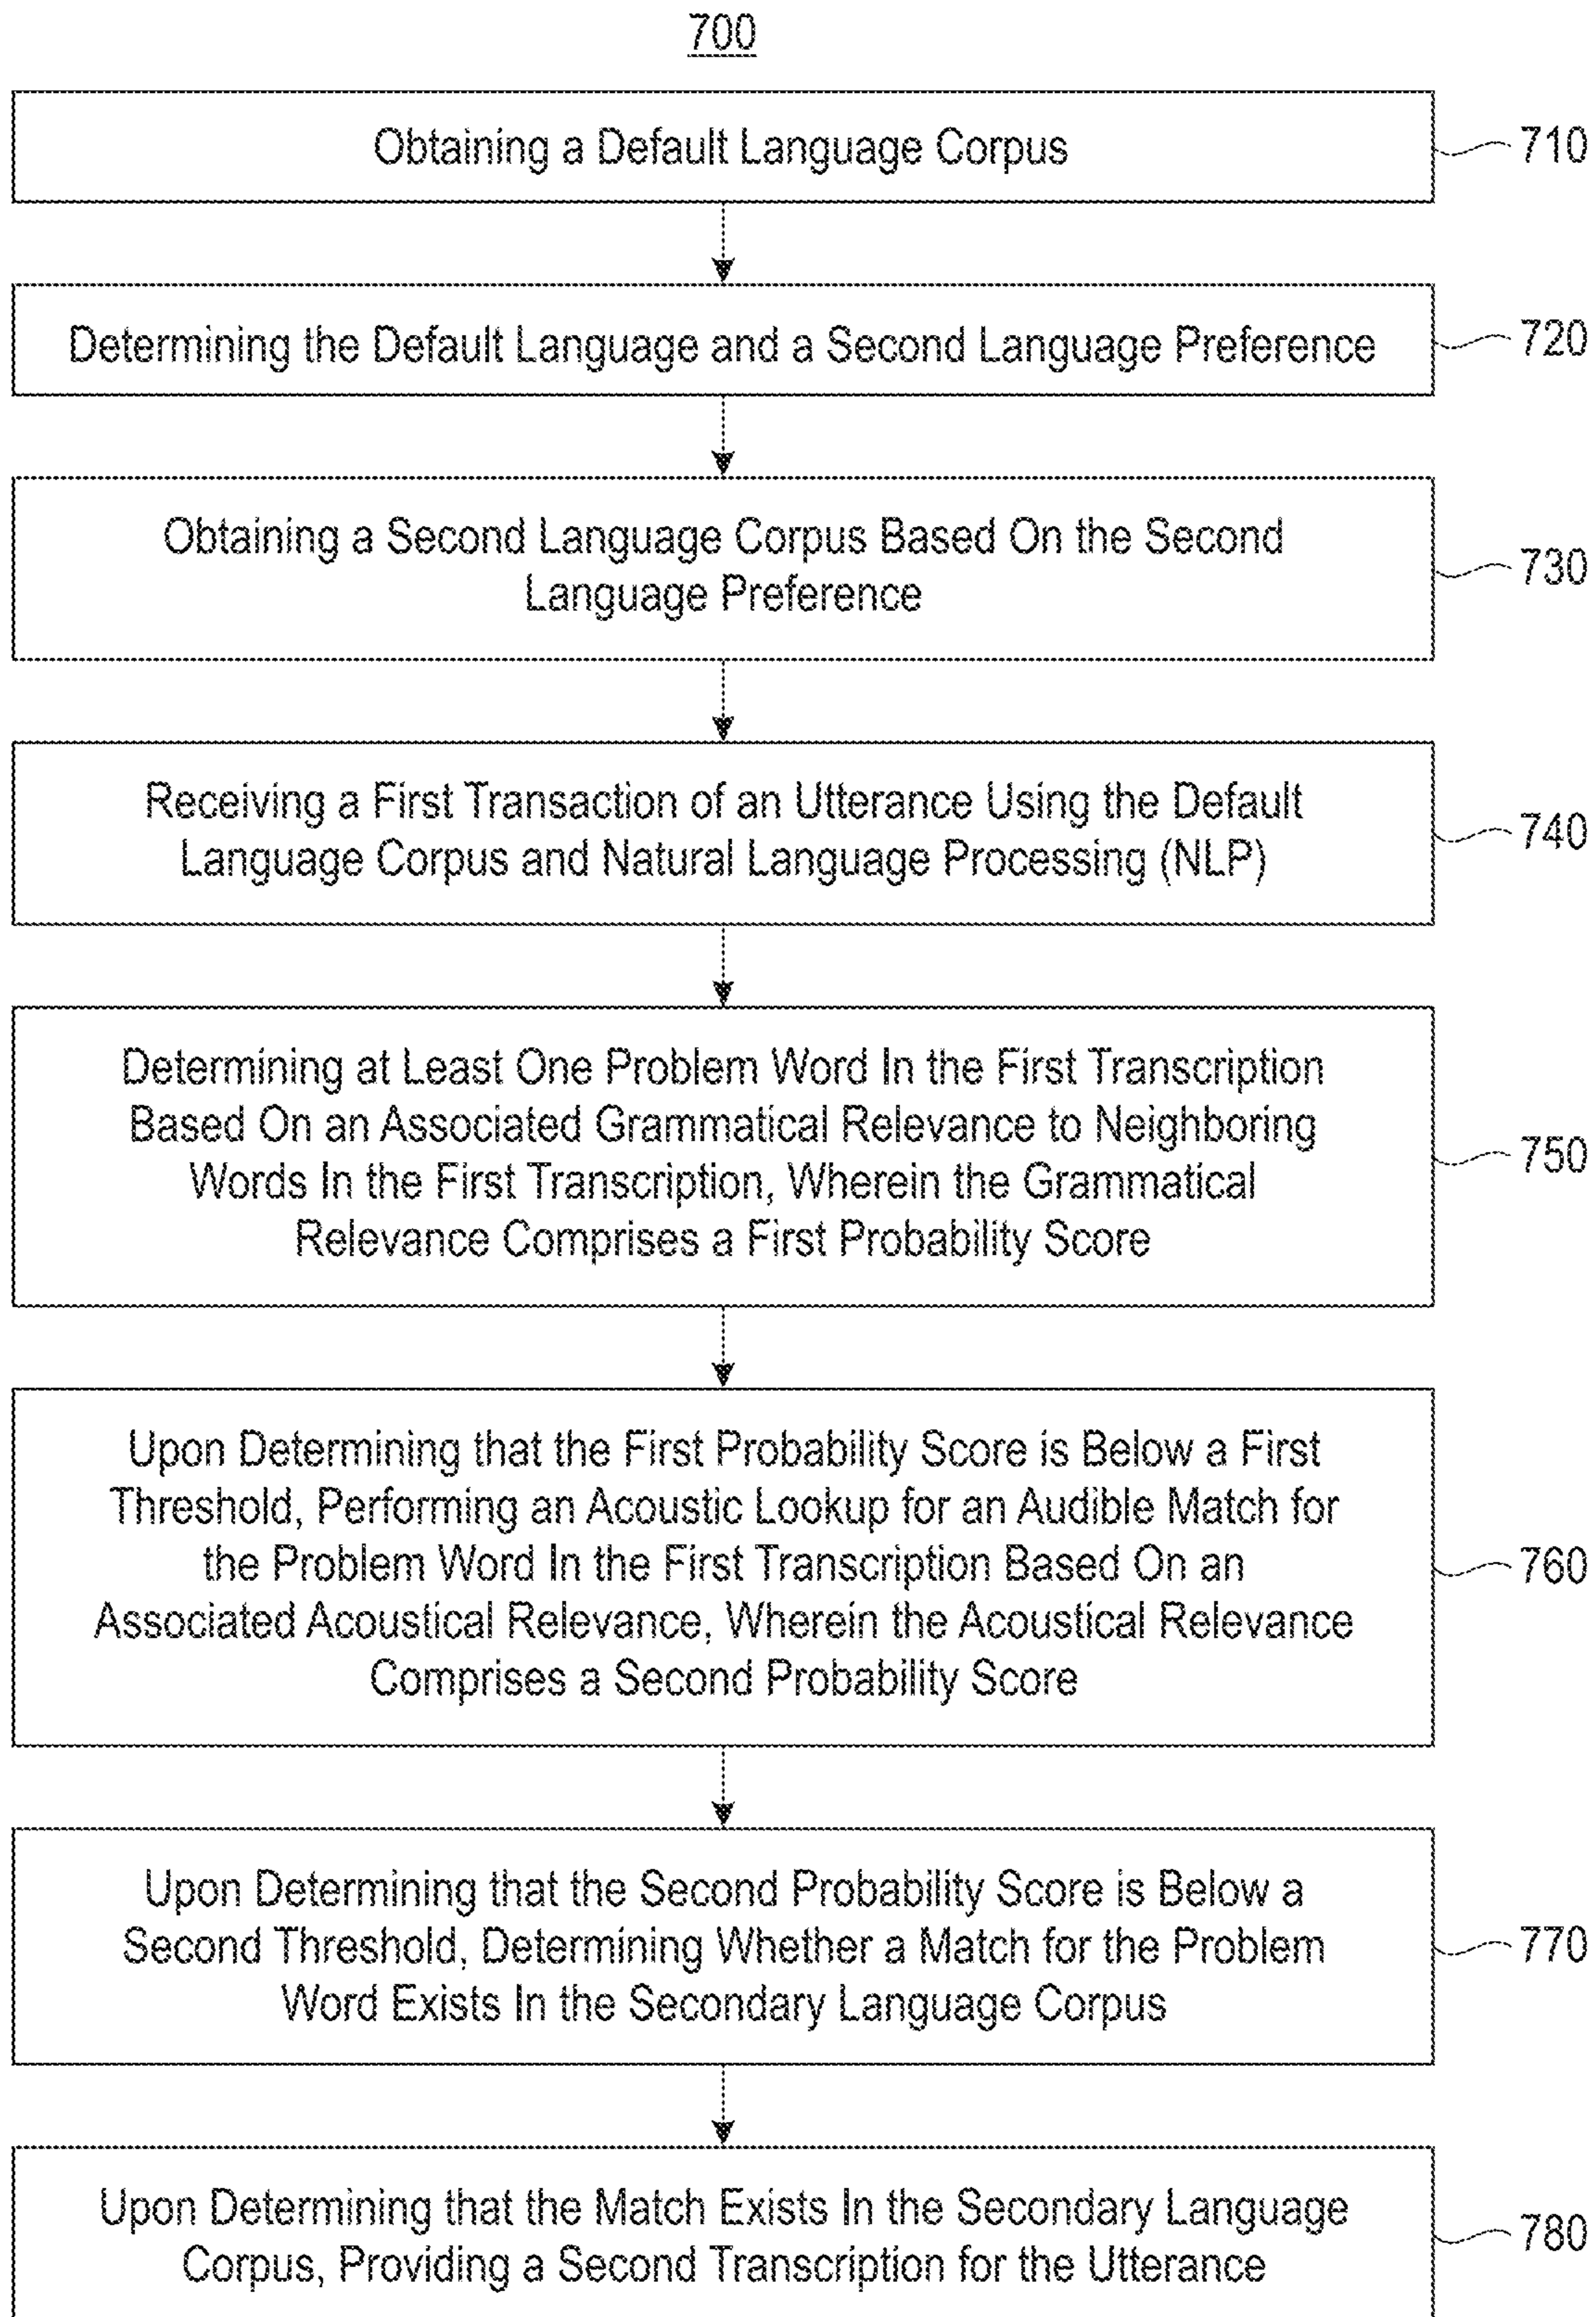 700
Obtaining a Default Language Corpus
710
Determining the Default Language and a Second Language Preference
720
Obtaining a Second Language Corpus Based On the Second
Language Preference
730
Receiving a First Transaction of an Utterance Using the Default
Language Corpus and Natural Language Processing (NLP)
740
Determining at Least One Problem Word In the First Transcription
Based On an Associated Grammatical Relevance to Neighboring
Words In the First Transcription, Wherein the Grammatical
Relevance Comprises a First Probability Score
750
Upon Determining that the First Probability Score is Below a First
Threshold, Performing an Acoustic Lookup for an Audible Match for
the Problem Word In the First Transcription Based On an
Associated Acoustical Relevance, Wherein the Acoustical Relevance
Comprises a Second Probability Score
760
Upon Determining that the Second Probability Score is Below a
Second Threshold, Determining Whether a Match for the Problem
Word Exists In the Secondary Language Corpus
770
Upon Determining that the Match Exists In the Secondary Language
Corpus, Providing a Second Transcription for the Utterance
780